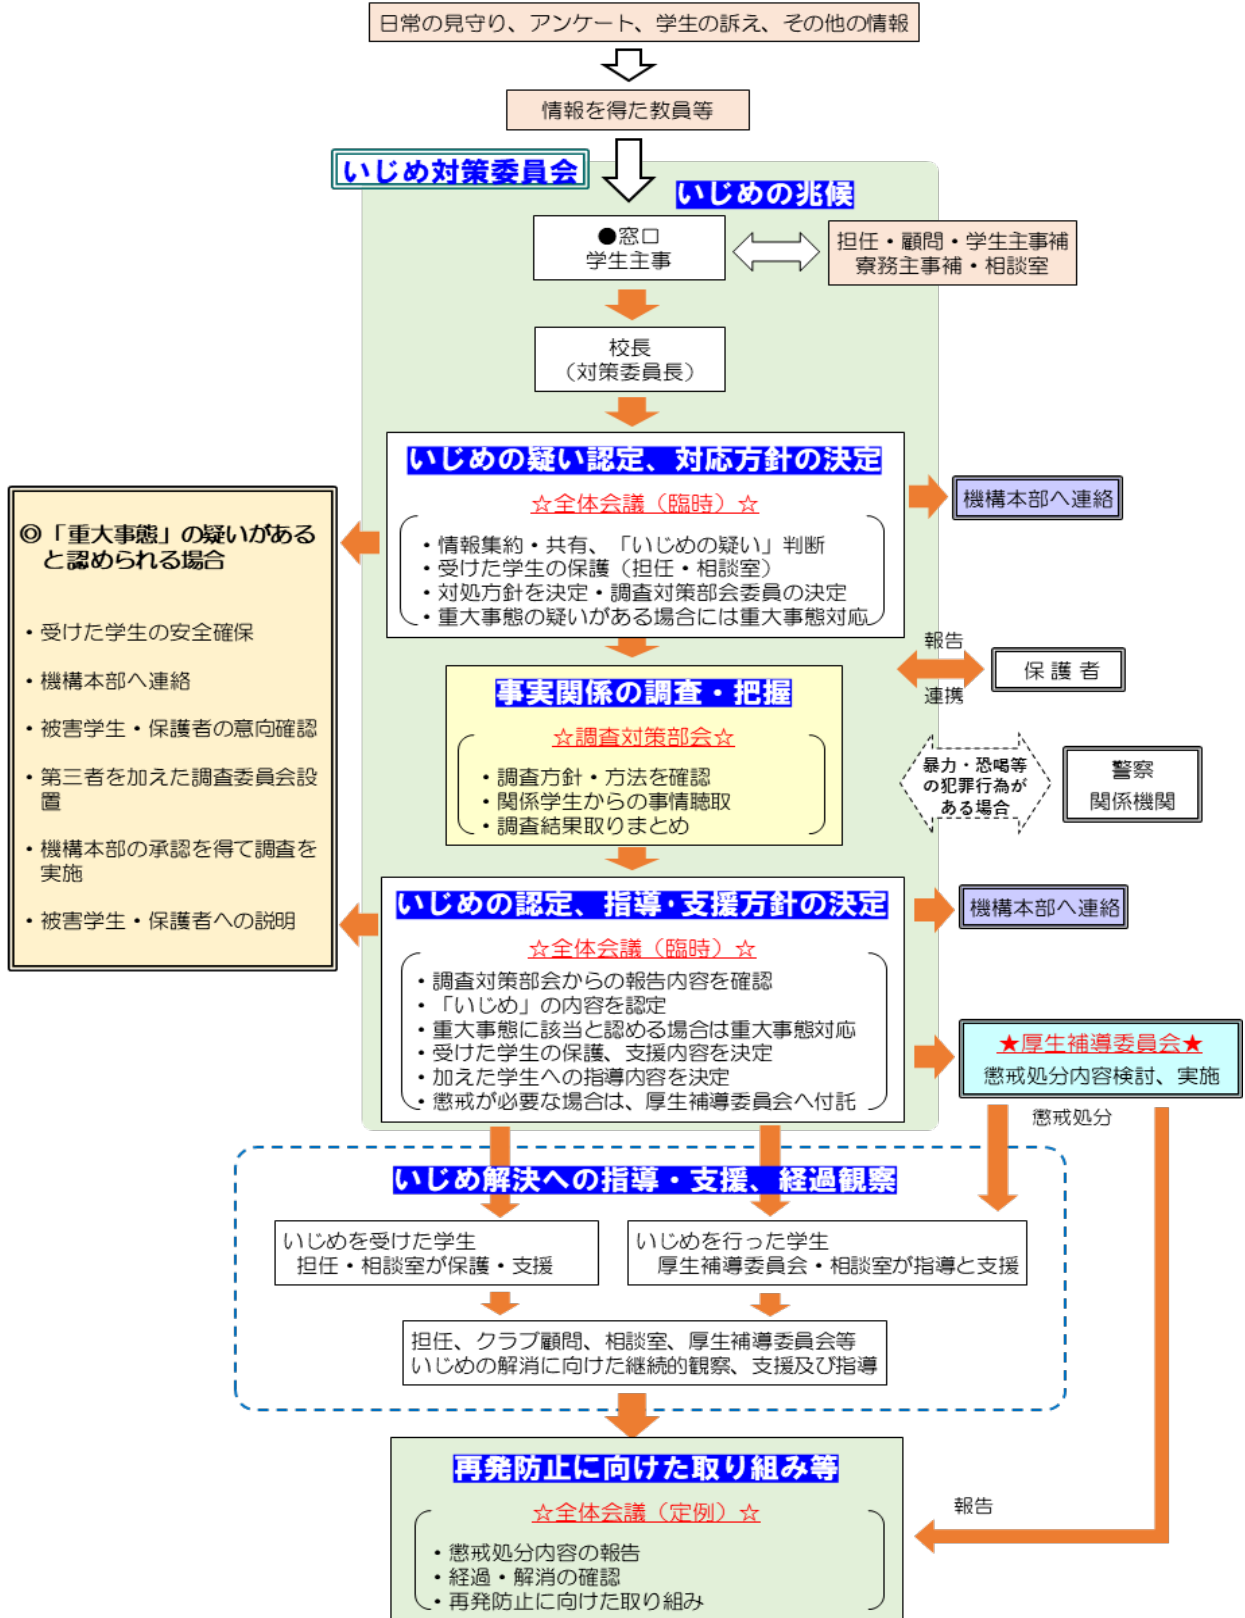 日常の見守り、アンケート、学生の訴え、その他の情報
情報を得た教員等
いじめ対策委員会
いじめの兆候
●窓口
学生主事
担任・顧問・学生主事補
寮務主事補・相談室
校長
（対策委員長）
いじめの疑い認定、対応方針の決定
☆全体会議（臨時）☆
・情報集約・共有、「いじめの疑い」判断
・受けた学生の保護（担任・相談室）
・対処方針を決定・調査対策部会委員の決定
・重大事態の疑いがある場合には重大事態対応
機構本部へ連絡
◎「重大事態」の疑いがある
と認められる場合
・受けた学生の安全確保
・機構本部へ連絡
・被害学生・保護者の意向確認
・第三者を加えた調査委員会設
置
・機構本部の承認を得て調査を
実施
・被害学生・保護者への説明
報告
連携
保護者
事実関係の調査・把握
☆調査対策部会☆
・調査方針・方法を確認
・関係学生からの事情聴取
・調査結果取りまとめ
暴力・恐喝等
の犯罪行為が
ある場合
警察
関係機関
いじめの認定、指導・支援方針の決定
☆全体会議（臨時）☆
・調査対策部会からの報告内容を確認
・「いじめ」の内容を認定
・重大事態に該当と認める場合は重大事態対応
・受けた学生の保護、支援内容を決定
・加えた学生への指導内容を決定
・懲戒が必要な場合は、厚生補導委員会へ付託
機構本部へ連絡
★厚生補導委員会★
懲戒処分内容検討、実施
懲戒処分
いじめ解決への指導・支援、経過観察
いじめを受けた学生
担任・相談室が保護・支援
いじめを行った学生
厚生補導委員会・相談室が指導と支援
担任、クラブ顧問、相談室、厚生補導委員会等
いじめの解消に向けた継続的観察、支援及び指導
再発防止に向けた取り組み等
☆全体会議（定例）☆
・懲戒処分内容の報告
・経過・解消の確認
・再発防止に向けた取り組み
報告